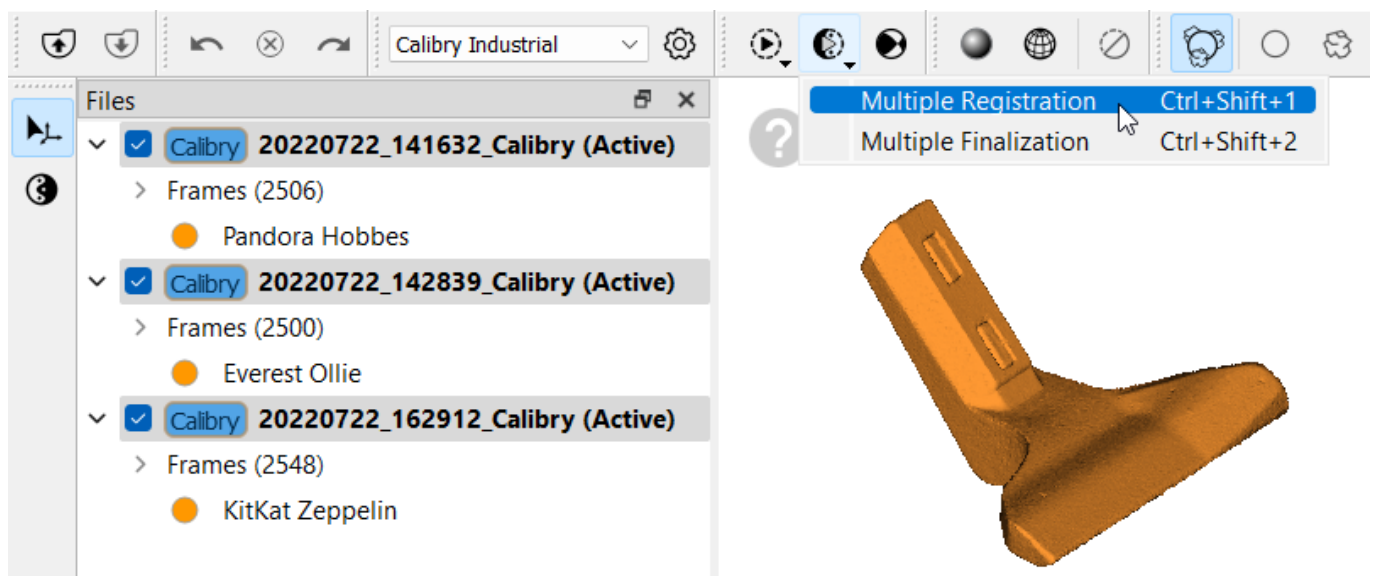 Calibry Industrial
Files
Calibry 20220722_141632_Calibry (Active)
Frames (2506)
Pandora Hobbes
Calibry 20220722_142839_Calibry (Active)
Frames (2500)
Everest Ollie
Calibry 20220722_162912_Calibry (Active)
Frames (2548)
KitKat Zeppelin
?
Multiple Registration Ctrl+Shift+1
Multiple Finalization Ctrl+Shift+2